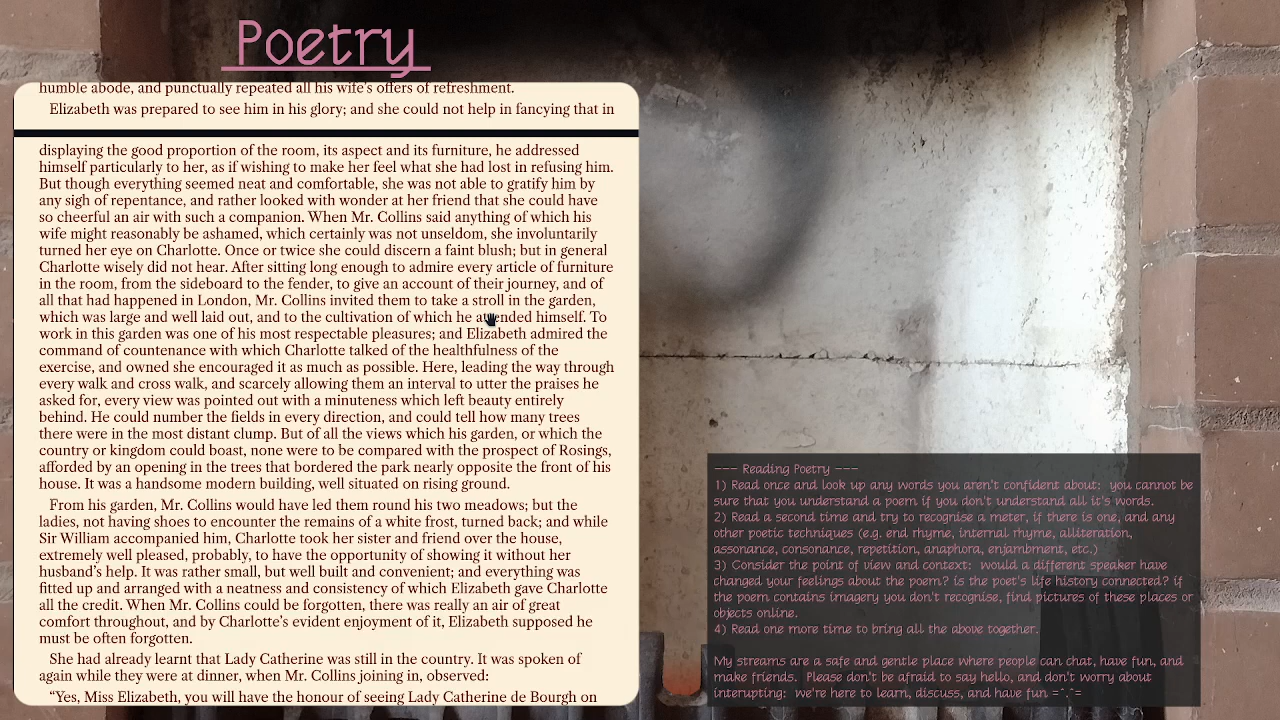 Poetry
humble abode, and punctually repeated all his wife's offers of refreshment.
Elizabeth was prepared to see him in his glory; and she could not help in fancying that in
displaying the good proportion of the room, its aspect and its furniture, he addressed
himself particularly to her, as if wishing to make her feel what she had lost in refusing him.
But though everything seemed neat and comfortable, she was not able to gratify him by
any sigh of repentance, and rather looked with wonder at her friend that she could have
so cheerful an air with such a companion. When Mr. Collins said anything of which his
wife might reasonably be ashamed, which certainly was not unseldom, she involuntarily
turned her eye on Charlotte. Once or twice she could discern a faint blush; but in general
Charlotte wisely did not hear. After sitting long enough to admire every article of furniture
in the room, from the sideboard to the fender, to give an account of their journey, and of
all that had happened in London, Mr. Collins invited them to take a stroll in the garden,
which was large and well laid out, and to the cultivation of which he attended himself. To
work in this garden was one of his most respectable pleasures; and Elizabeth admired the
command of countenance with which Charlotte talked of the healthfulness of the
exercise, and owned she encouraged it as much as possible. Here, leading the way through
every walk and cross walk, and scarcely allowing them an interval to utter the praises he
asked for, every view was pointed out with a minuteness which left beauty entirely
behind. He could number the fields in every direction, and could tell how many trees
there were in the most distant clump. But of all the views which his garden, or which the
country or kingdom could boast, none were to be compared with the prospect of Rosings,
afforded by an opening in the trees that bordered the park nearly opposite the front of his
house. It was a handsome modern building, well situated on rising ground.
From his garden, Mr. Collins would have led them round his two meadows; but the
ladies, not having shoes to encounter the remains of a white frost, turned back; and while
Sir William accompanied him, Charlotte took her sister and friend over the house,
extremely well pleased, probably, to have the opportunity of showing it without her
husband's help. It was rather small, but well built and convenient; and everything was
fitted up and arranged with a neatness and consistency of which Elizabeth gave Charlotte
all the credit. When Mr. Collins could be forgotten, there was really an air of great
comfort throughout, and by Charlotte's evident enjoyment of it, Elizabeth supposed he
must be often forgotten.
She had already learnt that Lady Catherine was still in the country. It was spoken of
again while they were at dinner, when Mr. Collins joining in, observed:
“Yes, Miss Elizabeth, you will have the honour of seeing Lady Catherine de Bourgh on
--- Reading Poetry ---
1) Read once and look up any words you aren't confident about: you cannot be
sure that you understand a poem if you don't understand all it's words.
2) Read a second time and try to recognise a meter, if there is one, and any
other poetic techniques (e.g. end rhyme, internal rhyme, alliteration,
assonance, consonance, repetition, anaphora, enjambment, etc.)
3) Consider the point of view and context: would a different speaker have
changed your feelings about the poem? is the poet's life history connected? if
the poem contains imagery you don't recognise, find pictures of these places or
objects online.
4) Read one more time to bring all the above together.
My streams are a safe and gentle place where people can chat, have fun, and
make friends. Please don't be afraid to say hello, and don't worry about
interupting: we're here to learn, discuss, and have fun =^.^=